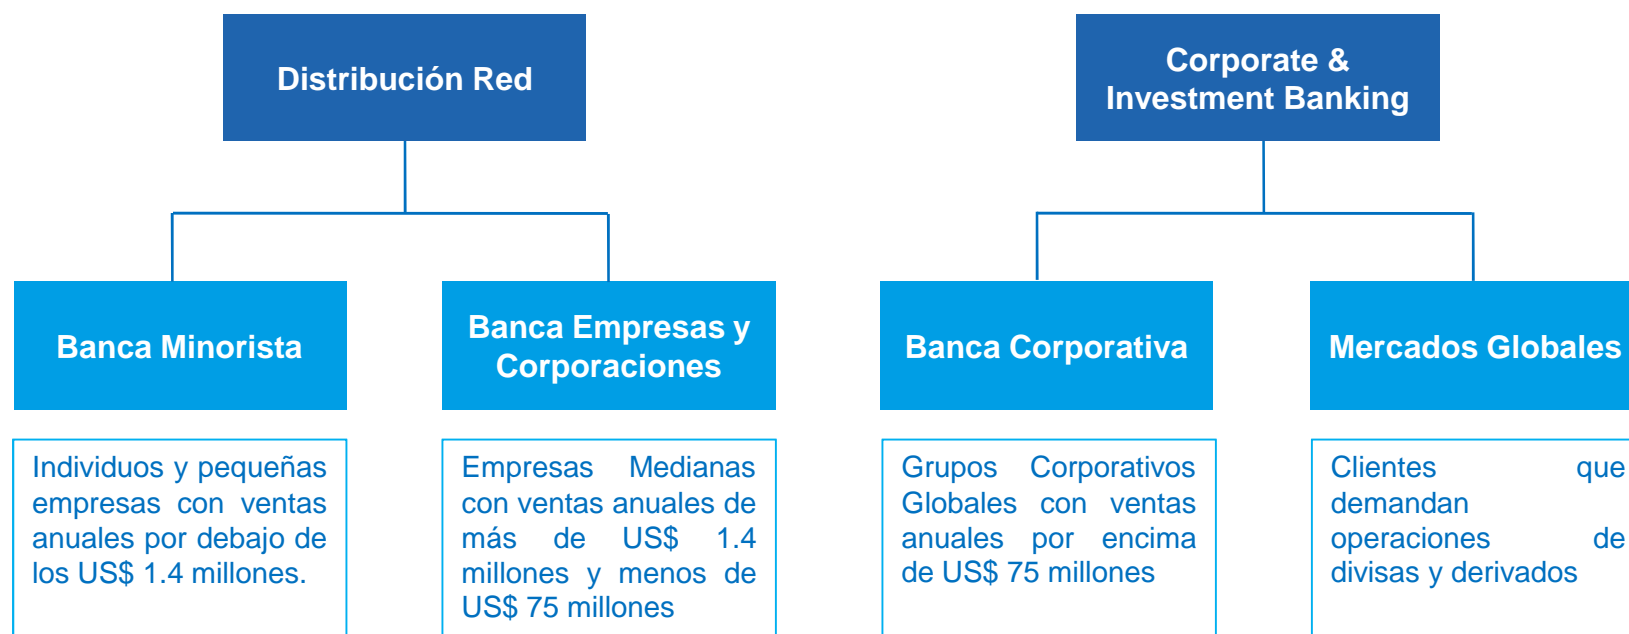 Distribución Red
Corporate &
Investment Banking
Banca Minorista
Banca Empresas y
Corporaciones
Banca Corporativa
Mercados Globales
Individuos y pequeñas
empresas con ventas
anuales por debajo de
los US$ 1.4 millones.
Empresas Medianas
con ventas anuales de
más de US$ 1.4
millones y menos de
US$ 75 millones
Grupos Corporativos
Globales con ventas
anuales por encima
de US$ 75 millones
Clientes que
demandan
operaciones de
divisas y derivados